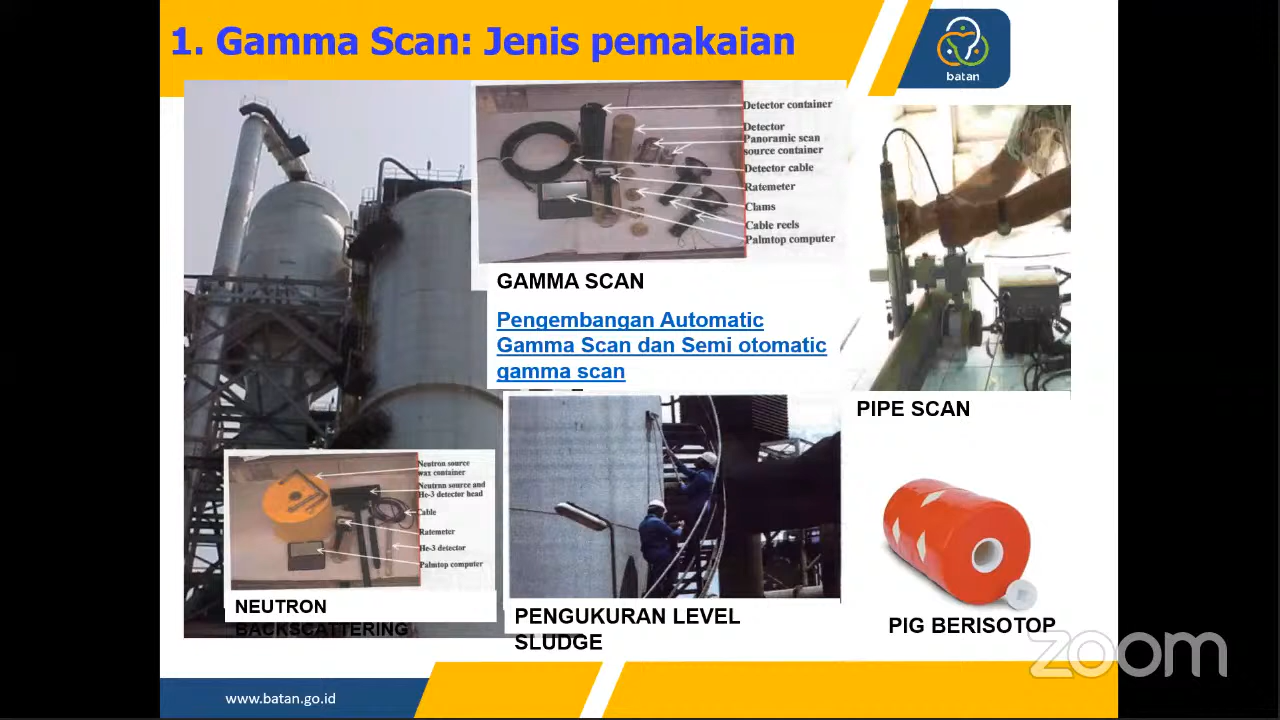 1. Gamma Scan: Jenis pemakaian
batan
Detector container
Detector
Panoramic scan
source container
Detector cable
Ratemeter
Clams
Cable reels
Palmtop computer
GAMMA SCAN
Pengembangan Automatic
Gamma Scan dan Semi otomatic
gamma scan
PIPE SCAN
Neutron source
wax container
Neutron source and
He-3 detector head
Cable
Ratemeter
He-3 detector
Palmtop computer
NEUTRON
BACKSCATTERING
PENGUKURAN LEVEL
SLUDGE
PIG BERISOTOP
zoom
www.batan.go.id